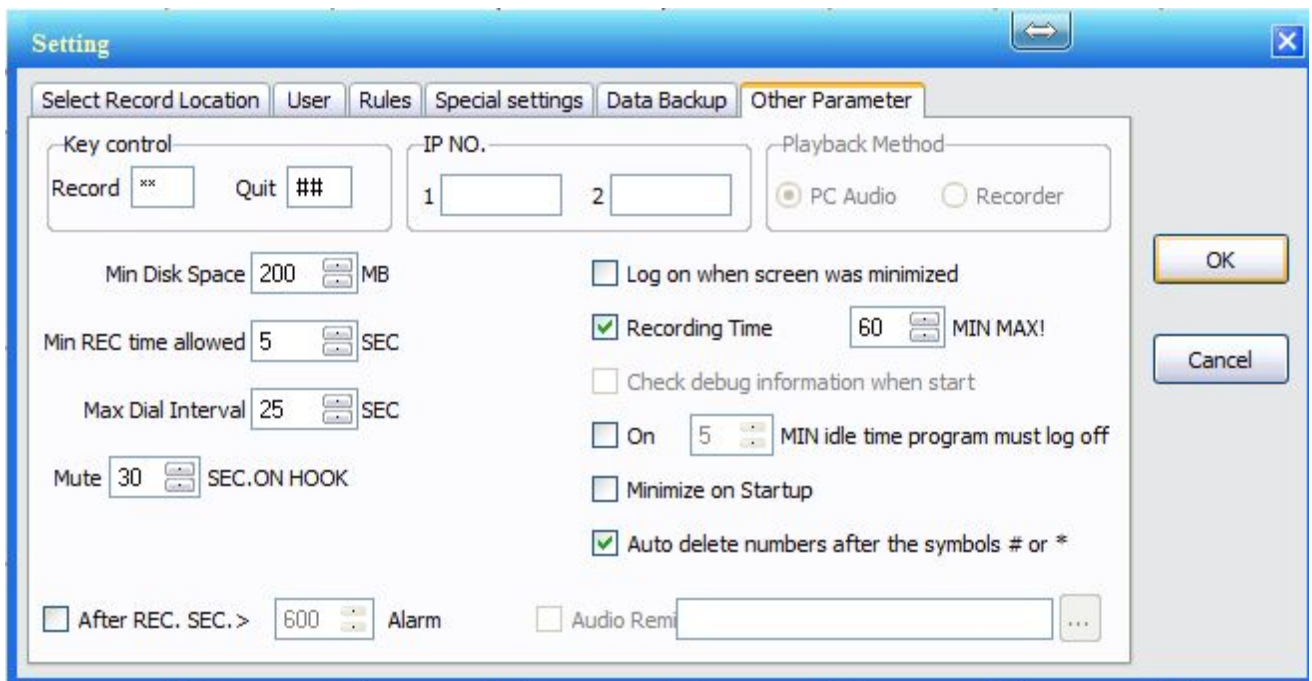 Setting
Select Record Location User Rules Special settings Data Backup Other Parameter
Key control IP NO. Playback Method
Record ** Quit ## 1 2 PC Audio Recorder
Min Disk Space 200 MB Log on when screen was minimized
OK
Min REC time allowed 5 SEC Recording Time 60 MIN MAX!
Cancel
Check debug information when start
Max Dial Interval 25 SEC
On 5 MIN idle time program must log off
Mute 30 SEC.ON HOOK
Minimize on Startup
Auto delete numbers after the symbols # or *
After REC. SEC. > 600 Alarm Audio Remi ...